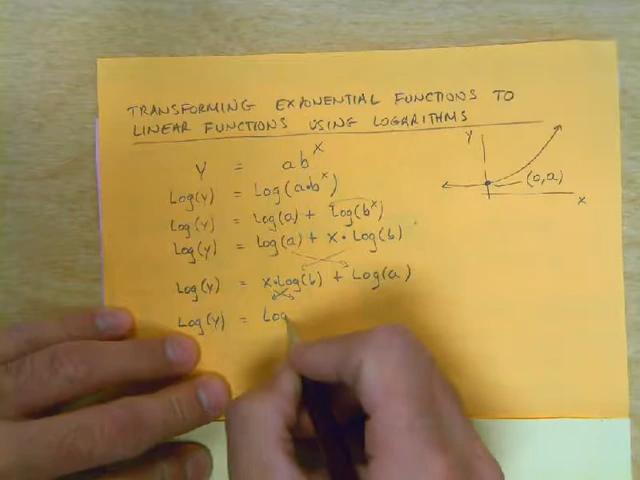 TRANSFORMING EXPONENTIAL FUNCTIONS TO
LINEAR FUNCTIONS USING LOGARITHMS
Y = ab^x
Log(y) = Log(a•b^x)
Log(y) = Log(a) + Log(b^x)
Log(y) = Log(a) + x • Log(b)
Log(y) = x•Log(b) + Log(a)
Log(y) = Log
Y
(0,a)
x